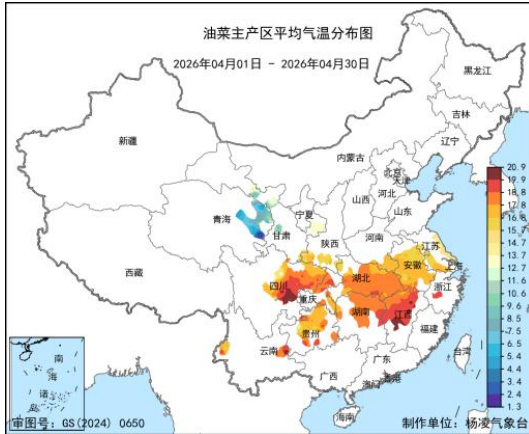 油菜主产区平均气温分布图
2026年04月01日 - 2026年04月30日
黑龙江
吉林
辽宁
新疆
内蒙古
北京
天津
河北
山西
山东
宁夏
青海
甘肃
陕西
河南
江苏
安徽
上海
西藏
四川
重庆
湖北
浙江
湖南
江西
贵州
福建
云南
台湾
广西
广东
香港
澳门
海南
南
海
诸
岛
20.9
19.9
18.8
17.8
16.8
15.8
14.7
13.7
12.7
11.7
10.6
9.6
8.6
7.5
6.5
5.5
4.4
3.4
2.4
1.3
审图号: GS(2024) 0650
制作单位: 杨凌气象台